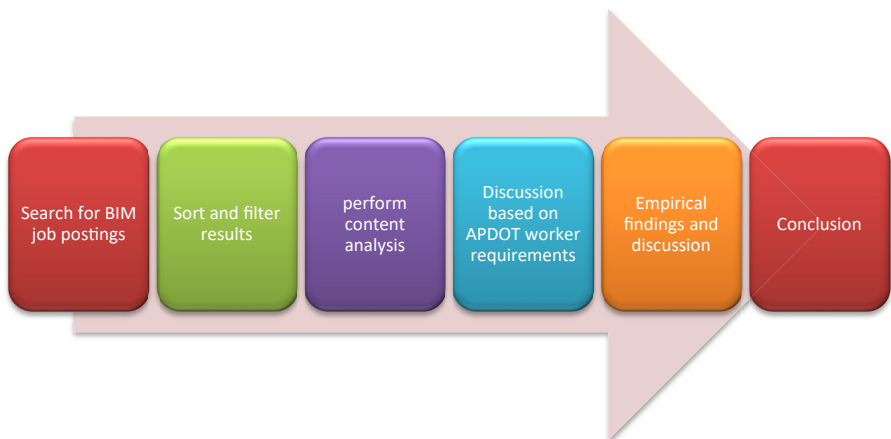 Search for BIM
job postings
Sort and filter
results
perform
content
analysis
Discussion
based on
APDOT worker
requirements
Empirical
findings and
discussion
Conclusion